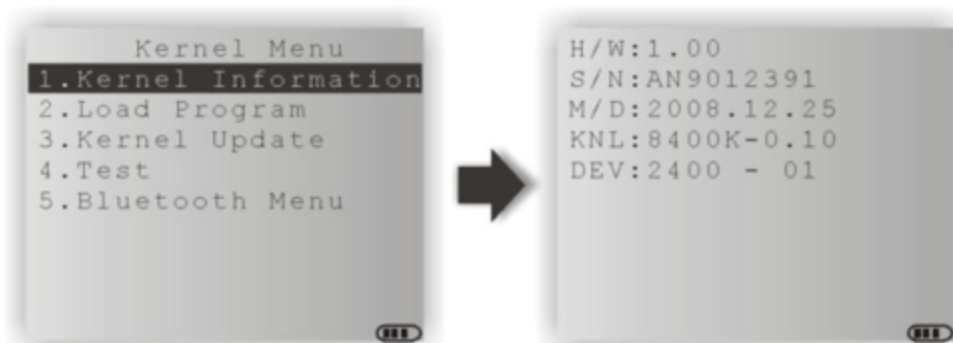 Kernel Menu
1.Kernel Information
2.Load Program
3.Kernel Update
4.Test
5.Bluetooth Menu
H/W:1.00
S/N:AN9012391
M/D:2008.12.25
KNL:8400K-0.10
DEV:2400 - 01